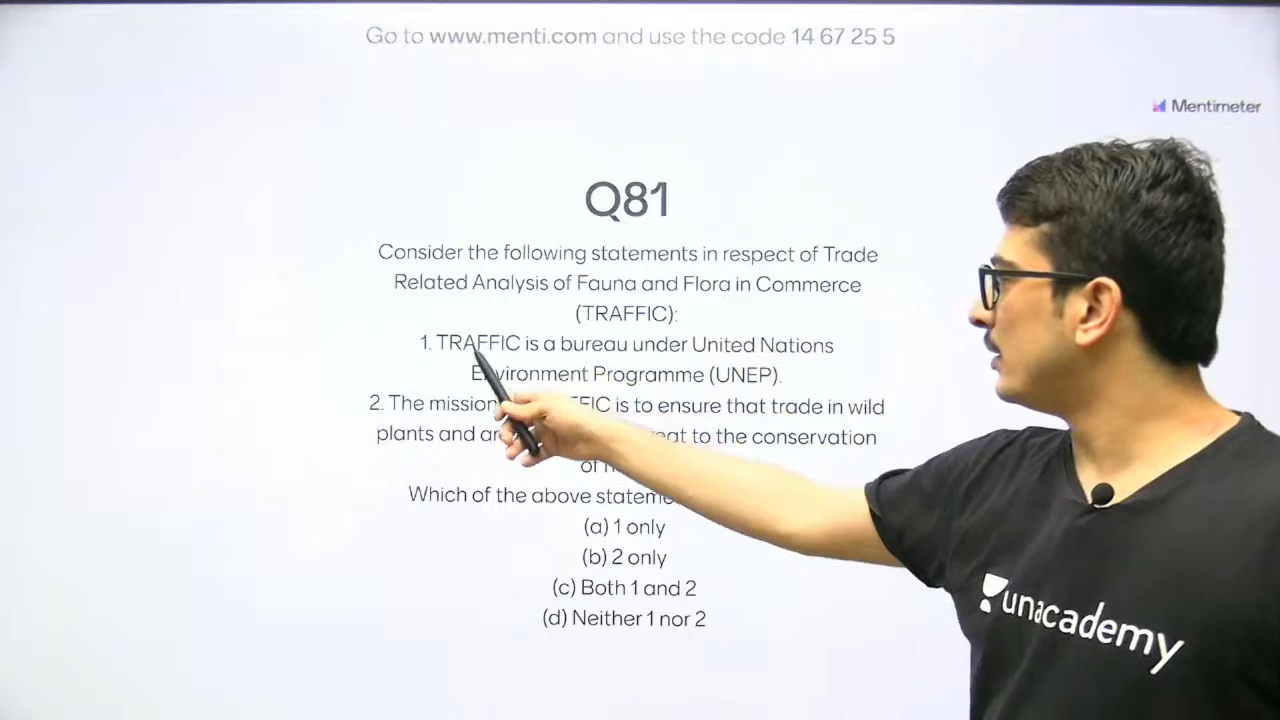 Go to www.menti.com and use the code 14 67 25 5
Mentimeter
Q81
Consider the following statements in respect of Trade
Related Analysis of Fauna and Flora in Commerce
(TRAFFIC):
1. TRAFFIC is a bureau under United Nations
Environment Programme (UNEP).
2. The mission is to ensure that trade in wild
plants and to the conservation
of
Which of the above
(a) 1 only
(b) 2 only
(c) Both 1 and 2
(d) Neither 1 nor 2
unacademy